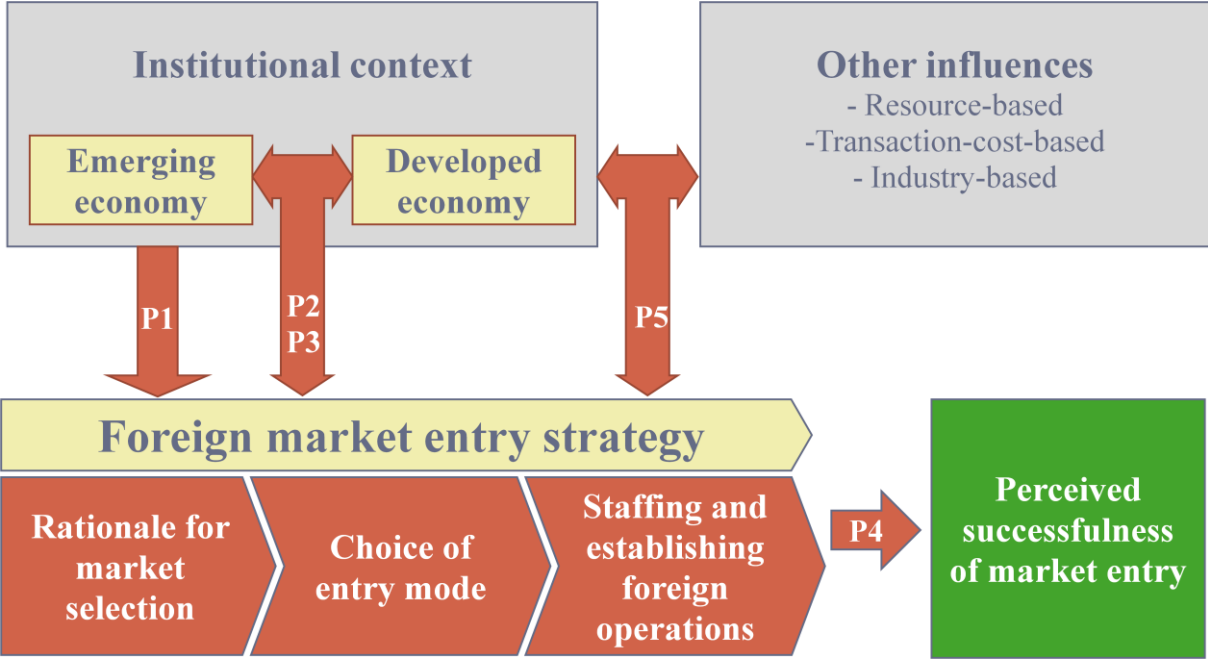 Institutional context
Emerging
economy
Developed
economy
Other influences
- Resource-based
-Transaction-cost-based
- Industry-based
P1
P2
P3
P5
Foreign market entry strategy
Rationale for
market
selection
Choice of
entry mode
Staffing and
establishing
foreign
operations
P4
Perceived
successfulness
of market entry